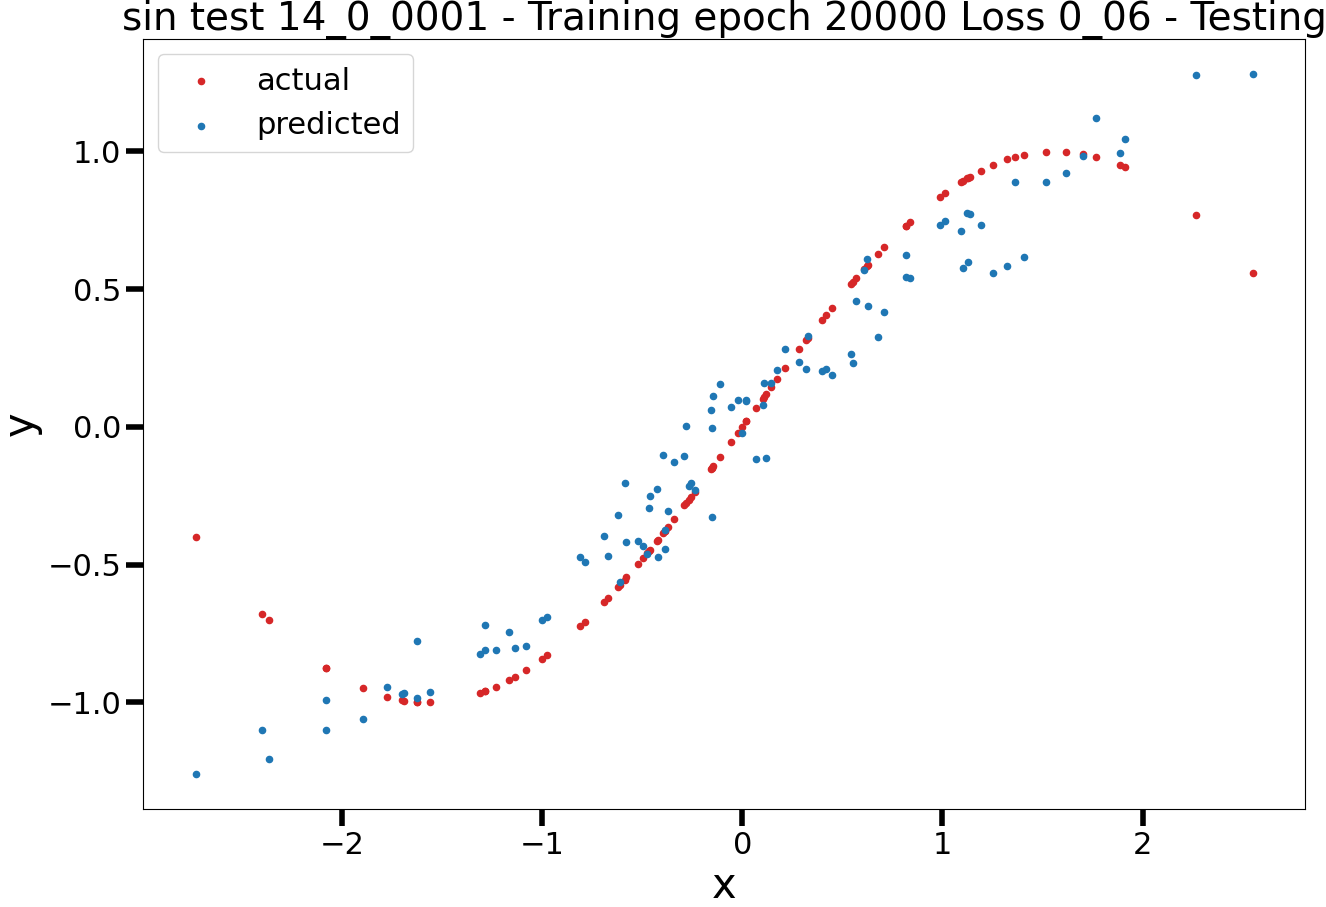 sin test 14_0_0001 - Training epoch 20000 Loss 0_06 - Testing
actual
predicted
1.0
0.5
0.0
−0.5
−1.0
y
−2
−1
0
1
2
x